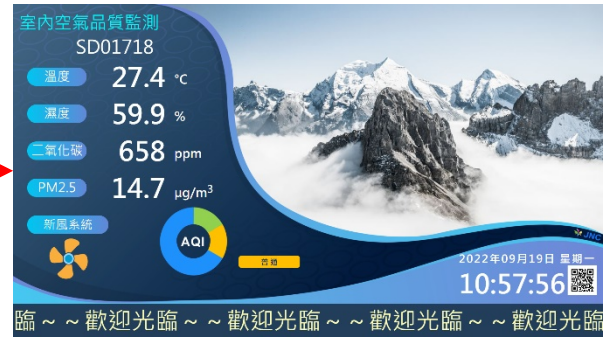 室內空氣品質監測
SD01718
溫度 27.4 °C
濕度 59.9 %
二氧化碳 658 ppm
PM2.5 14.7 µg/m³
新風系統
AQI
普通
JNC
2022年09月19日 星期一
10:57:56
臨~~歡迎光臨~~歡迎光臨~~歡迎光臨~~歡迎光臨